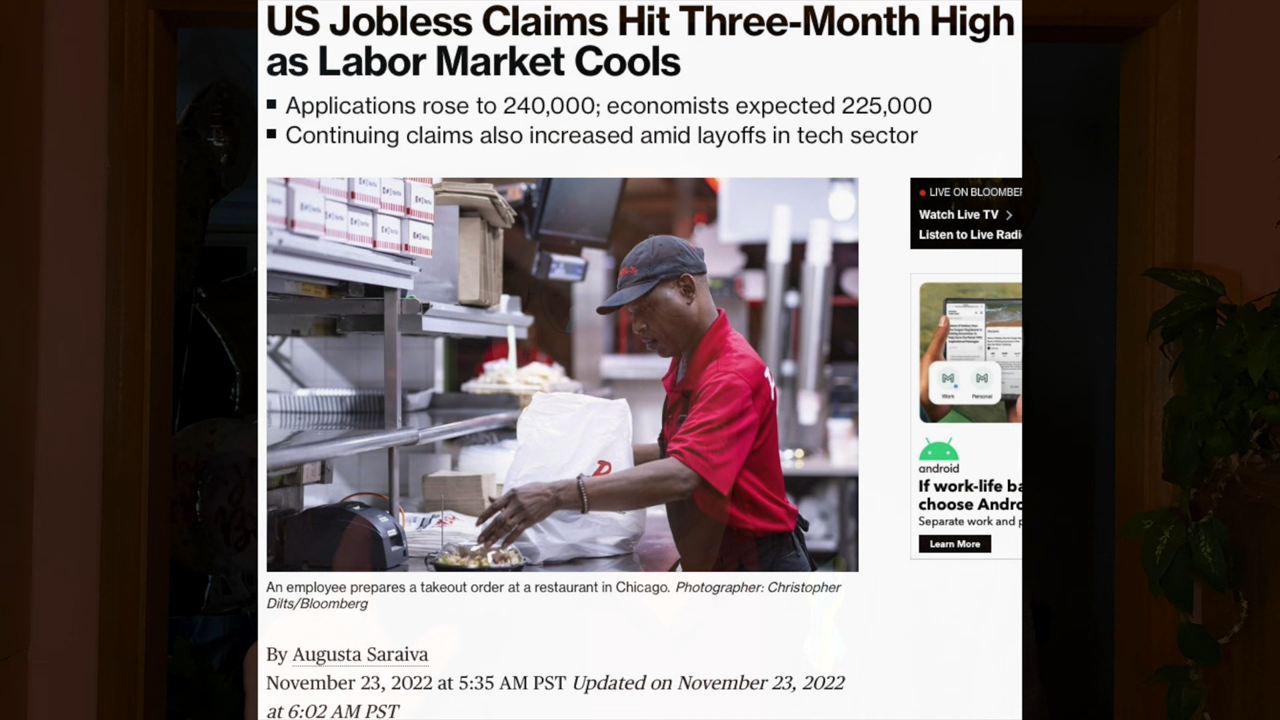 US Jobless Claims Hit Three-Month High
as Labor Market Cools
Applications rose to 240,000; economists expected 225,000
Continuing claims also increased amid layoffs in tech sector
LIVE ON BLOOMBER
Watch Live TV
Listen to Live Radi
Work Personal
android
If work-life ba
choose Andro
Separate work and p
Learn More
An employee prepares a takeout order at a restaurant in Chicago. Photographer: Christopher
Dilts/Bloomberg
By Augusta Saraiva
November 23, 2022 at 5:35 AM PST Updated on November 23, 2022
at 6:02 AM PST